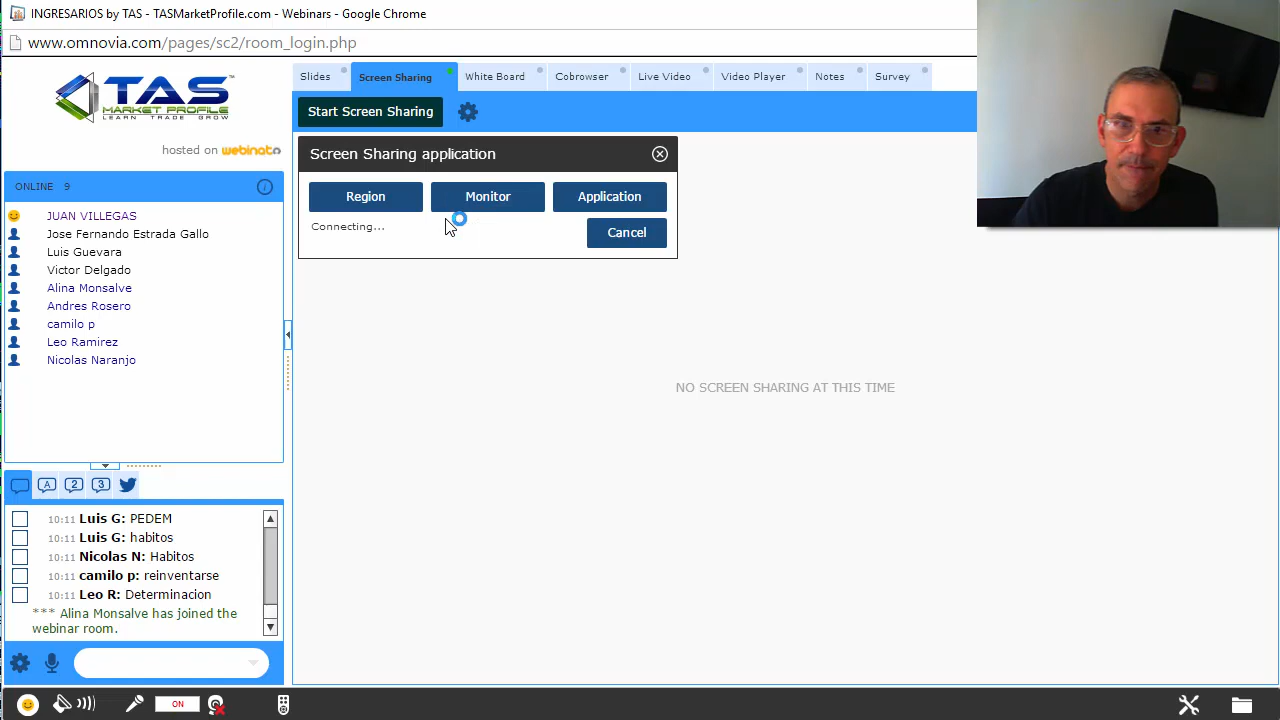 INGRESARIOS by TAS - TASMarketProfile.com - Webinars - Google Chrome
www.omnovia.com/pages/sc2/room_login.php
TAS
MARKET PROFILE
LEARN TRADE GROW
hosted on webinato
Slides
Screen Sharing
White Board
Cobrowser
Live Video
Video Player
Notes
Survey
Start Screen Sharing
Screen Sharing application
Region
Monitor
Application
Connecting...
Cancel
ONLINE 9
JUAN VILLEGAS
Jose Fernando Estrada Gallo
Luis Guevara
Victor Delgado
Alina Monsalve
Andres Rosero
camilo p
Leo Ramirez
Nicolas Naranjo
NO SCREEN SHARING AT THIS TIME
A
2
3
10:11 Luis G: PEDEM
10:11 Luis G: habitos
10:11 Nicolas N: Habitos
10:11 camilo p: reinventarse
10:11 Leo R: Determinacion
*** Alina Monsalve has joined the
webinar room.
ON